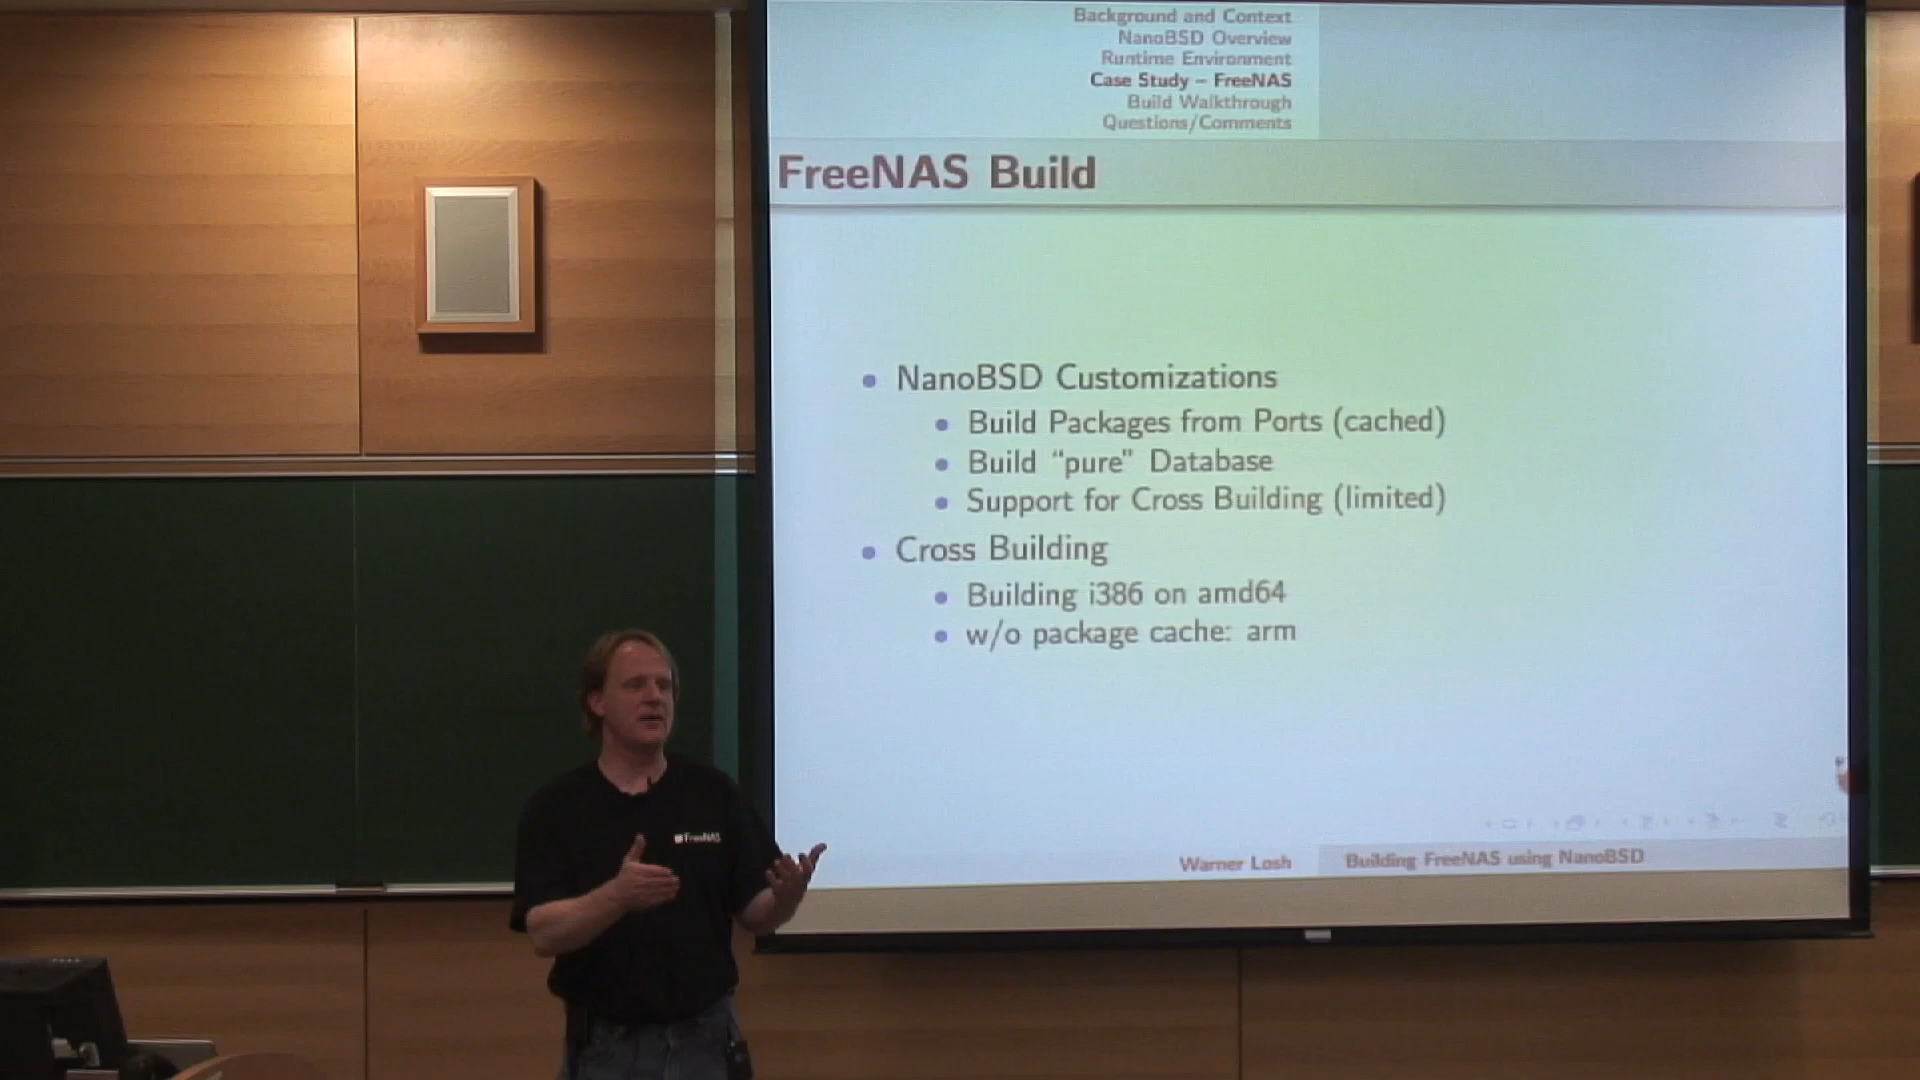 Background and Context
NanoBSD Overview
Runtime Environment
Case Study – FreeNAS
Build Walkthrough
Questions/Comments
FreeNAS Build
NanoBSD Customizations
Build Packages from Ports (cached)
Build “pure” Database
Support for Cross Building (limited)
Cross Building
Building i386 on amd64
w/o package cache: arm
FreeNAS
Warner Losh
Building FreeNAS using NanoBSD